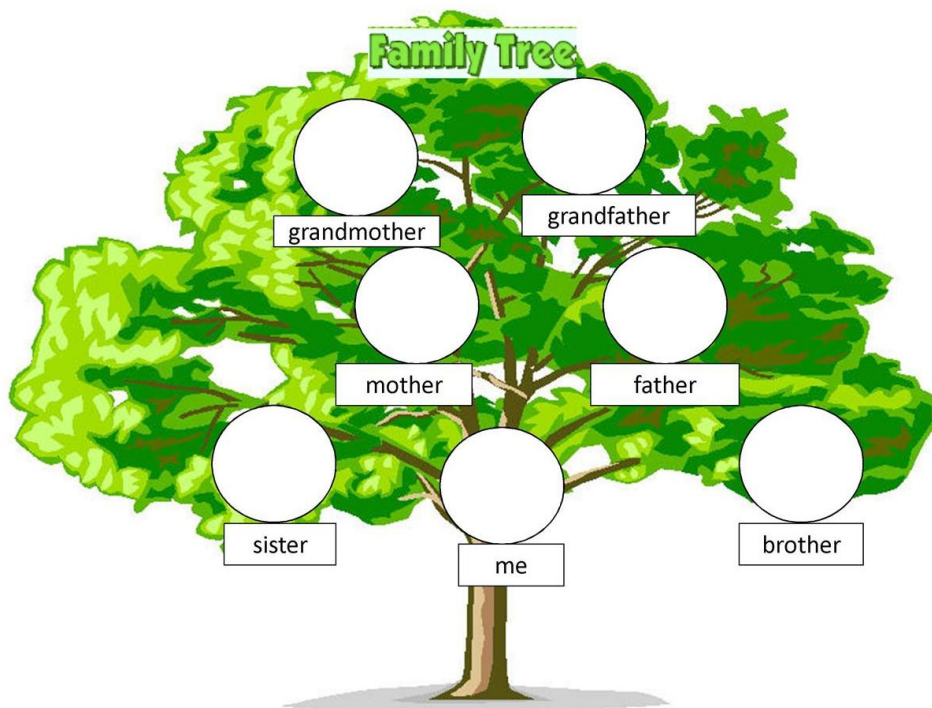 Family Tree
grandmother
grandfather
mother
father
sister
me
brother